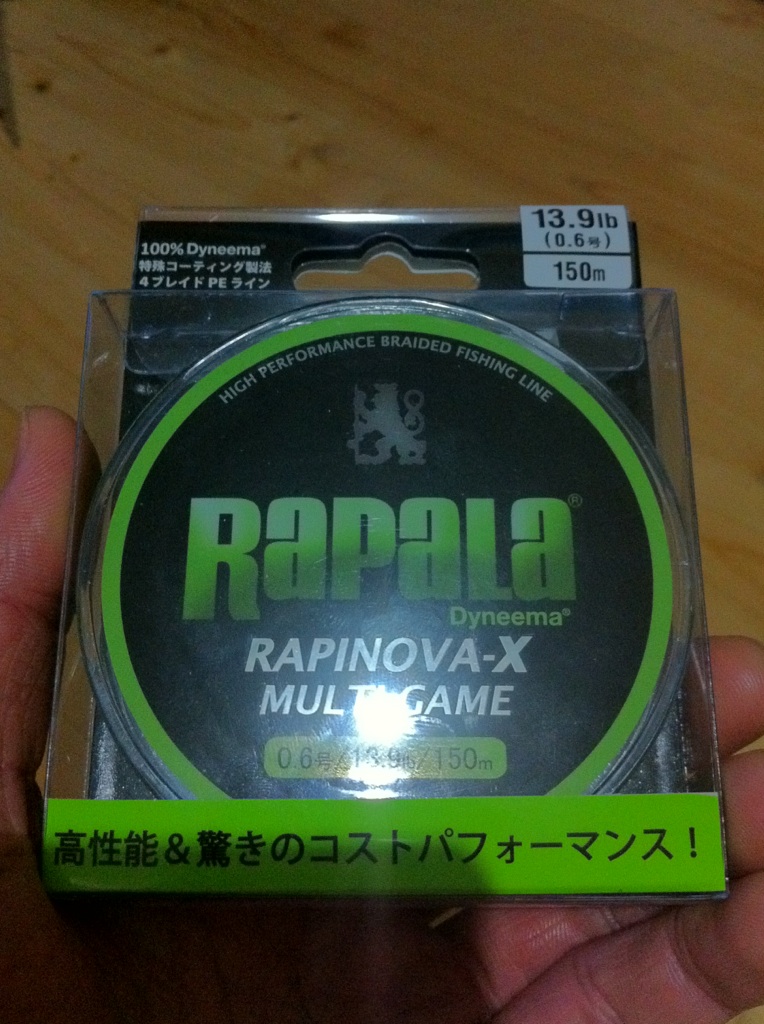 13.9lb
(0.6号)
150m
100% Dyneema®
特殊コーティング製法
4ブレイドPEライン
HIGH PERFORMANCE BRAIDED FISHING LINE
RAPALA®
Dyneema®
RAPINOVA-X
MULTI GAME
0.6号/13.9lb/150m
高性能&驚きのコストパフォーマンス!